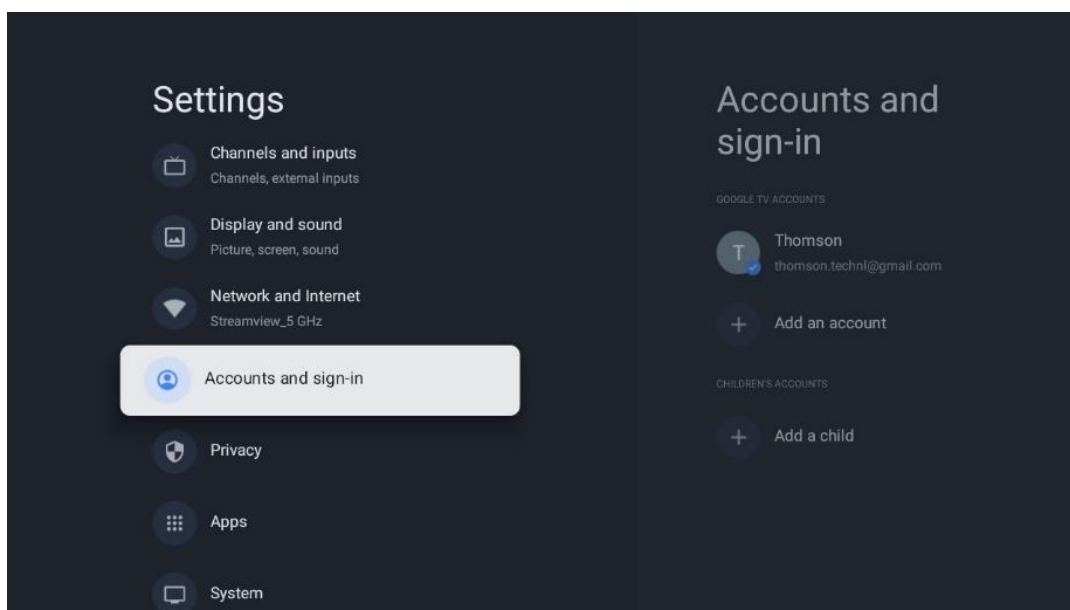 Settings
Channels and inputs
Channels, external inputs
Display and sound
Picture, screen, sound
Network and Internet
Streamview_5 GHz
Accounts and sign-in
Privacy
Apps
System
Accounts and
sign-in
GOOGLE TV ACCOUNTS
T
Thomson
thomson.technl@gmail.com
Add an account
CHILDREN'S ACCOUNTS
Add a child